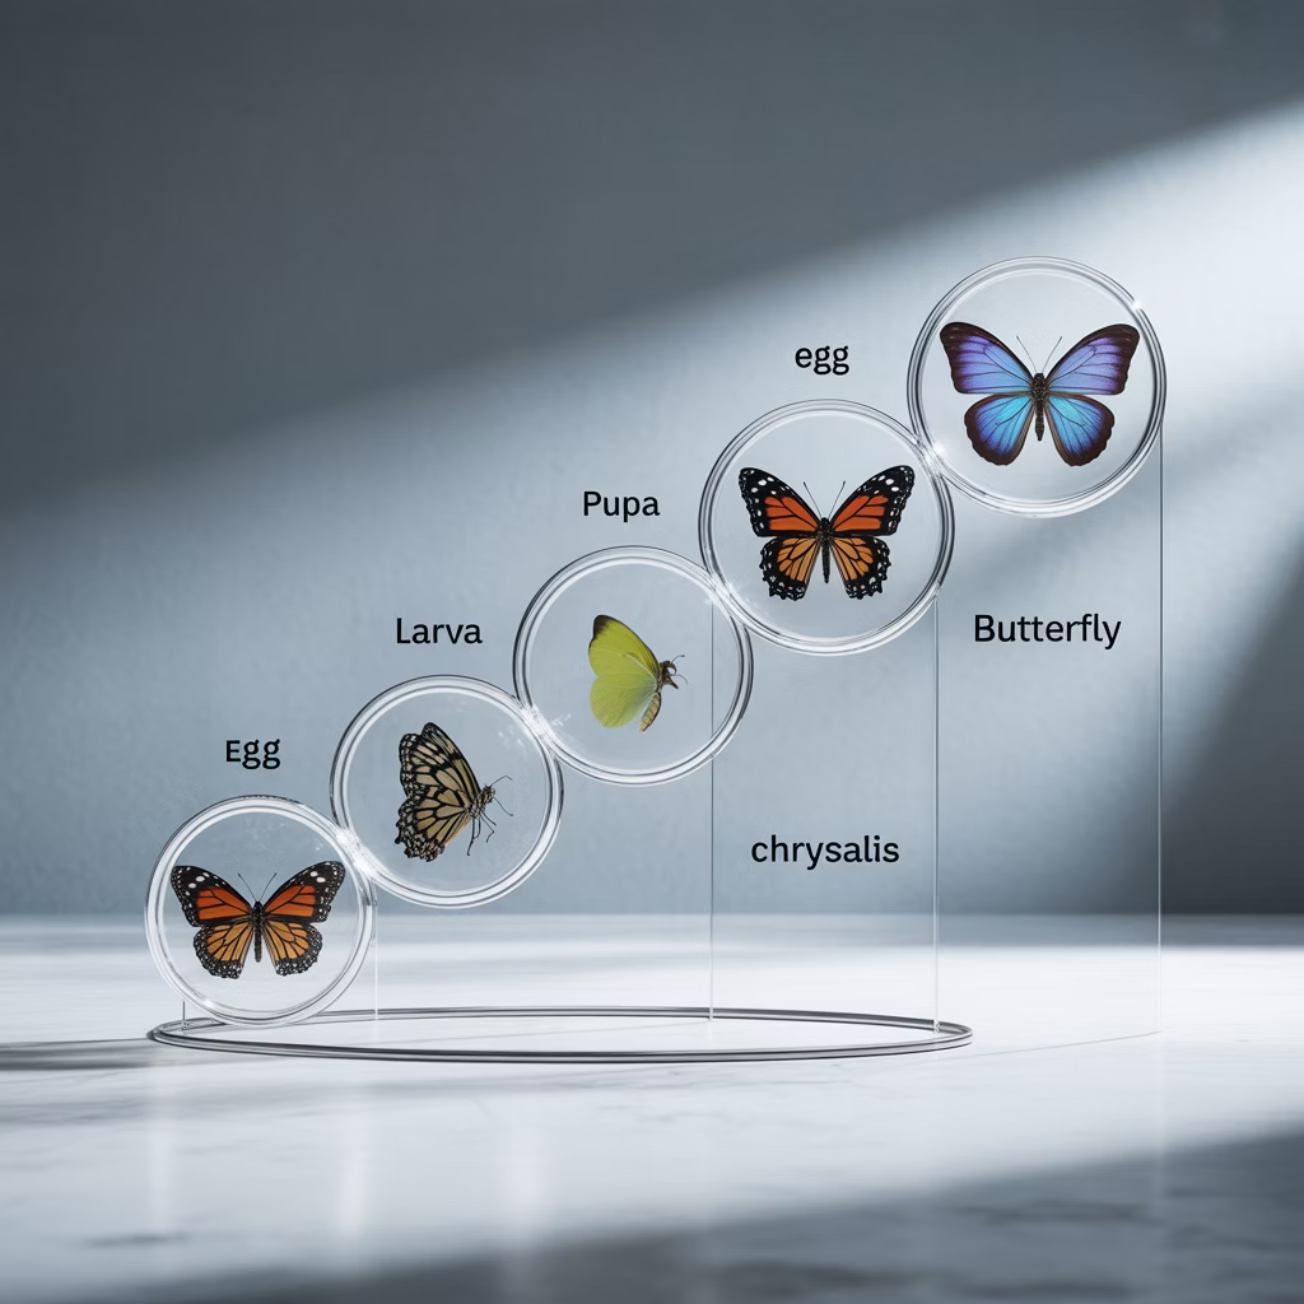 egg
Pupa
Larva
Butterfly
Egg
chrysalis